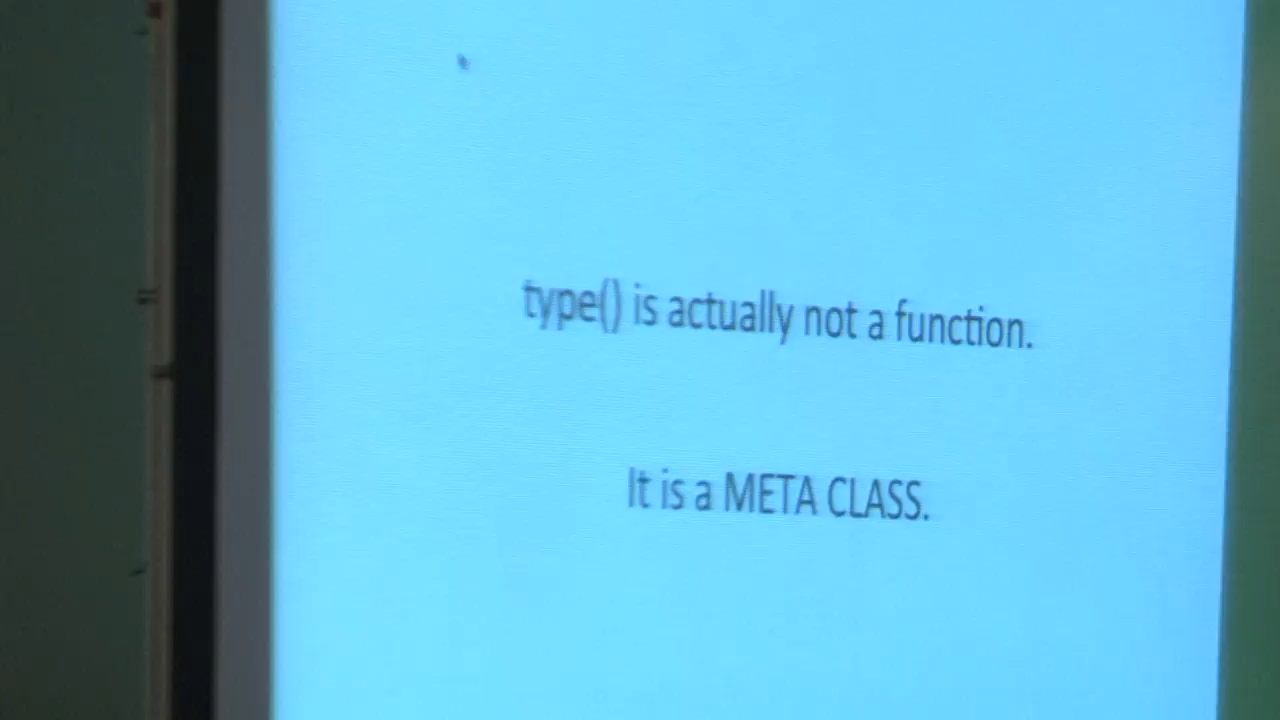 type() is actually not a function.
It is a META CLASS.